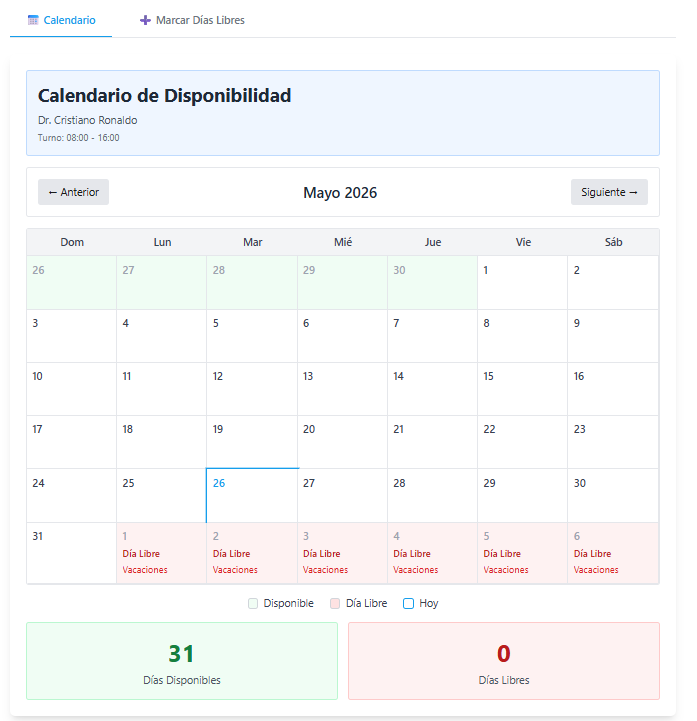 Calendario
Marcar Días Libres
Calendario de Disponibilidad
Dr. Cristiano Ronaldo
Turno: 08:00 - 16:00
← Anterior
Mayo 2026
Siguiente →
Dom Lun Mar Mié Jue Vie Sáb
26 27 28 29 30 1 2
3 4 5 6 7 8 9
10 11 12 13 14 15 16
17 18 19 20 21 22 23
24 25 26 27 28 29 30
31 1 2 3 4 5 6
Día Libre Día Libre Día Libre Día Libre Día Libre Día Libre
Vacaciones Vacaciones Vacaciones Vacaciones Vacaciones Vacaciones
Disponible Día Libre Hoy
31
Días Disponibles
0
Días Libres